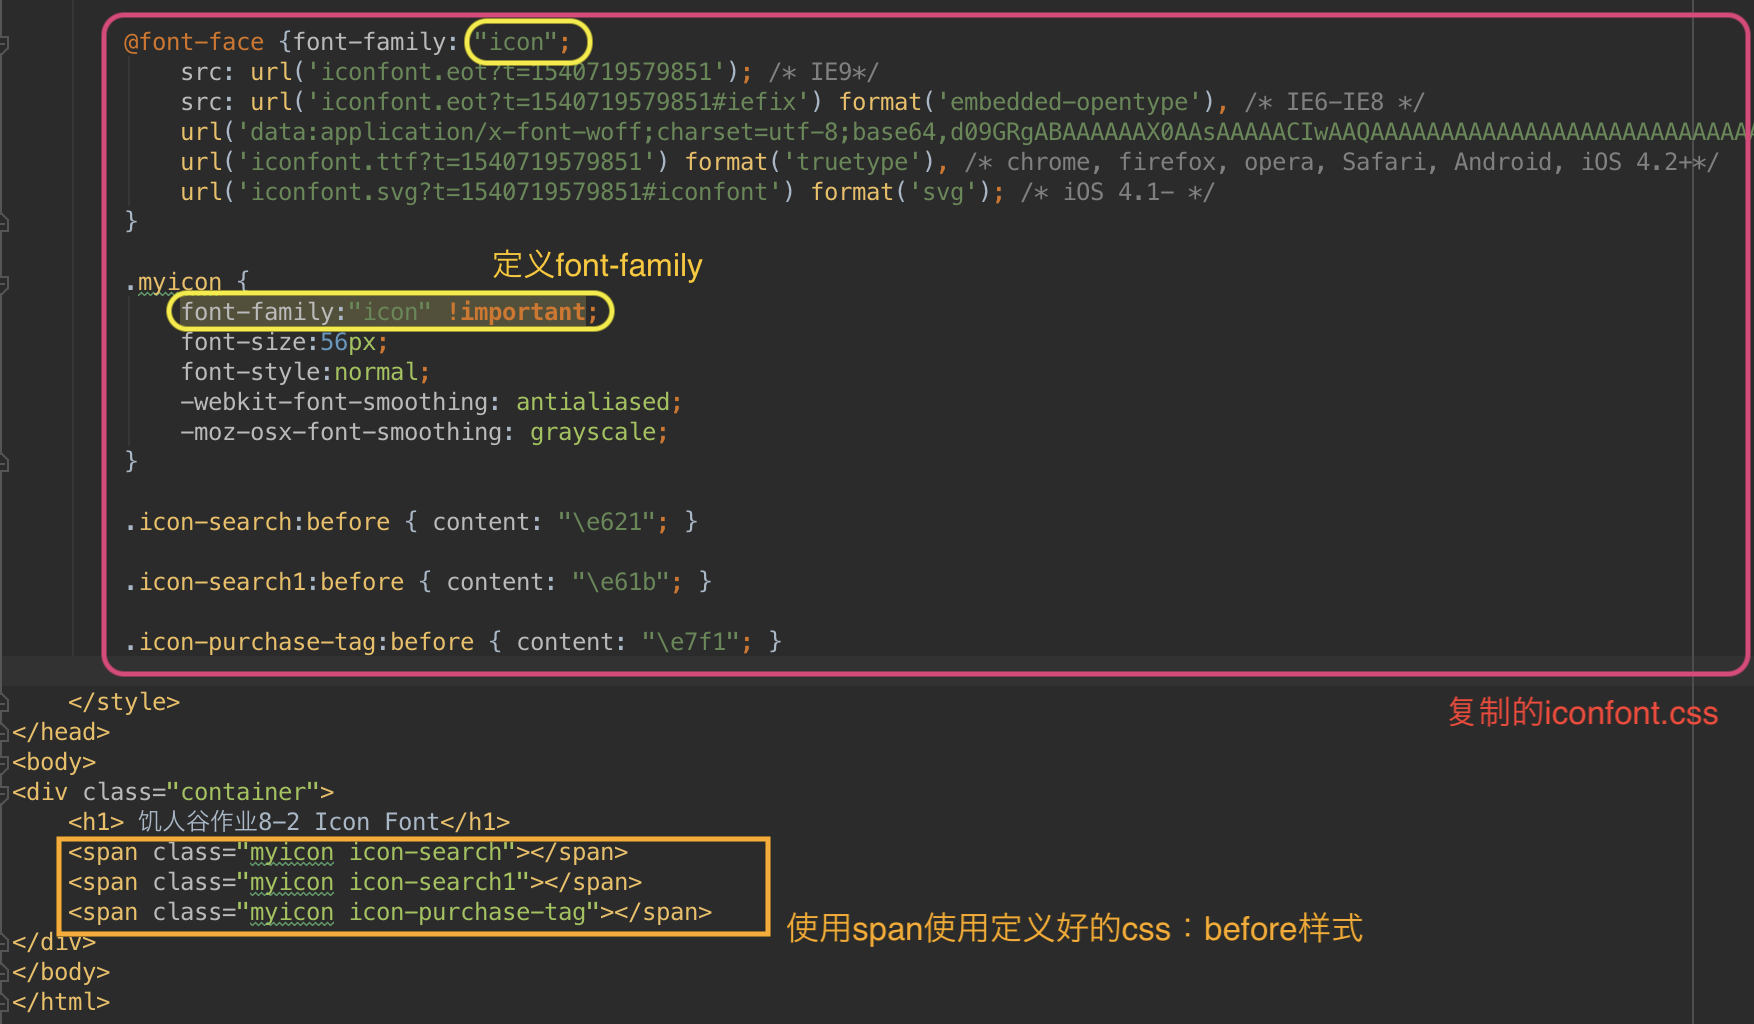 @font-face {font-family: "icon";
src: url('iconfont.eot?t=1540719579851'); /* IE9*/
src: url('iconfont.eot?t=1540719579851#iefix') format('embedded-opentype'), /* IE6-IE8 */
url('data:application/x-font-woff;charset=utf-8;base64,d09GRgABAAAAAAX0AAsAAAAACIwAAQAAAAAAAAAAAAAAAAAAAAAAAAAAAAA
url('iconfont.ttf?t=1540719579851') format('truetype'), /* chrome, firefox, opera, Safari, Android, iOS 4.2+*/
url('iconfont.svg?t=1540719579851#iconfont') format('svg'); /* iOS 4.1- */
}
定义font-family
.myicon {
font-family:"icon" !important;
font-size:56px;
font-style:normal;
-webkit-font-smoothing: antialiased;
-moz-osx-font-smoothing: grayscale;
}
.icon-search:before { content: "\e621"; }
.icon-search1:before { content: "\e61b"; }
.icon-purchase-tag:before { content: "\e7f1"; }
</style>
复制的iconfont.css
</head>
<body>
<div class="container">
<h1> 饥人谷作业8-2 Icon Font</h1>
<span class="myicon icon-search"></span>
<span class="myicon icon-search1"></span>
<span class="myicon icon-purchase-tag"></span>
使用span使用定义好的css：before样式
</div>
</body>
</html>